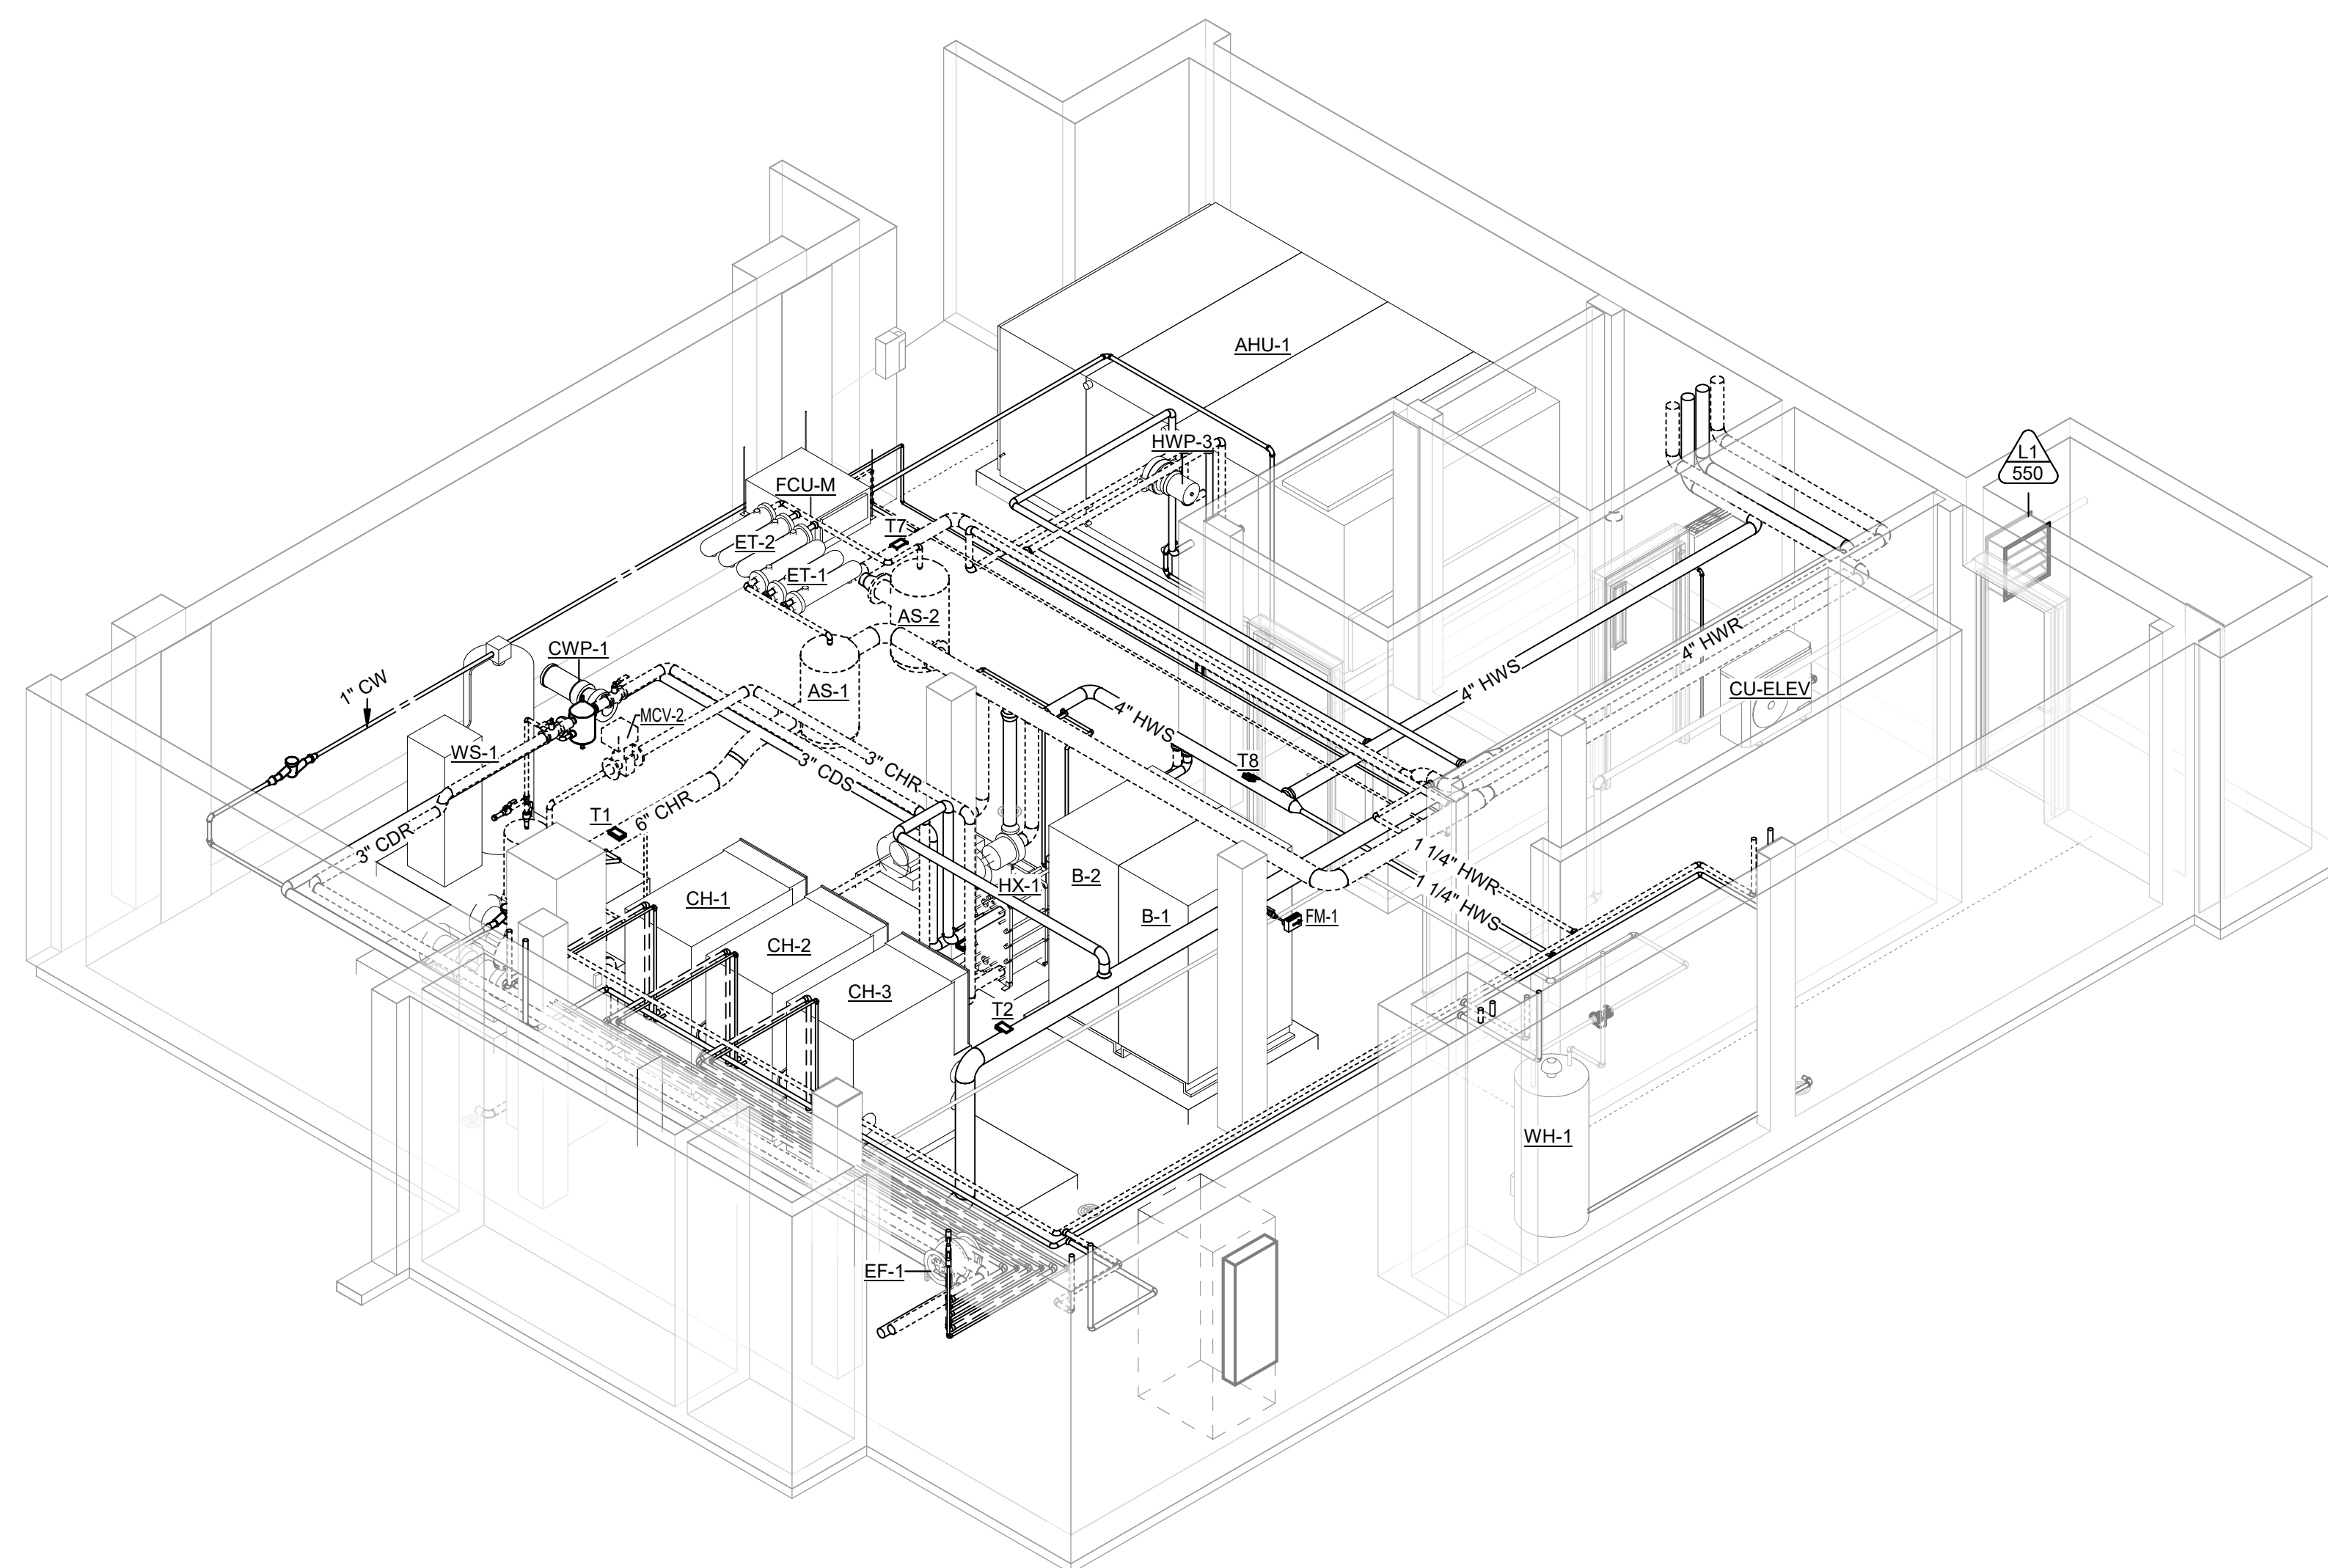 AHU-1
HWP-3
L1
550
FCU-M
T7
ET-2
ET-1
AS-2
4" HWR
CWP-1
4" HWS
1" CW
AS-1
CU-ELEV
MCV-2
4" HWS
WS-1
3" CHR
3" CDS
T8
T1
6" CHR
3" CDR
1 1/4" HWR
B-2
HX-1
CH-1
1 1/4" HWS
B-1
FM-1
CH-2
CH-3
T2
WH-1
EF-1